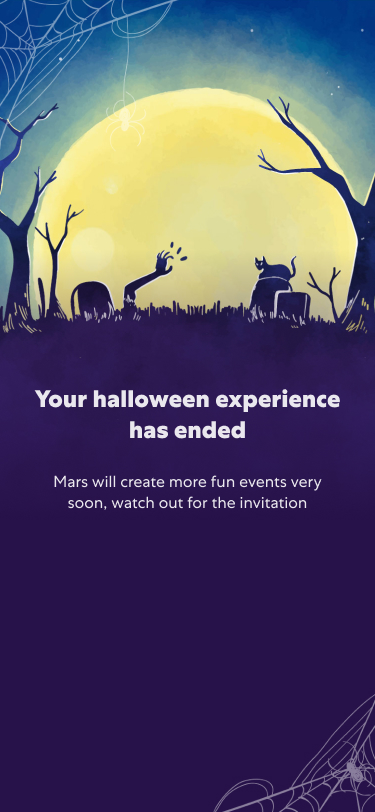 Your halloween experience
has ended
Mars will create more fun events very
soon, watch out for the invitation